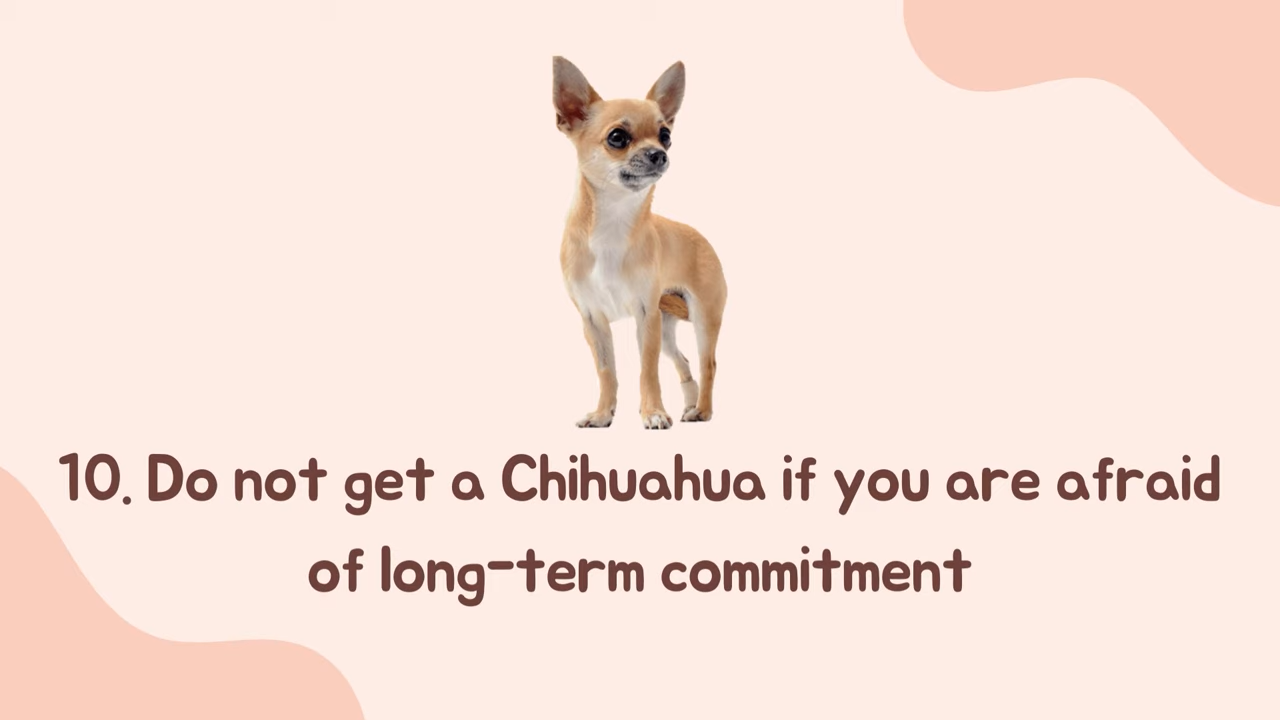 10. Do not get a Chihuahua if you are afraid
of long-term commitment